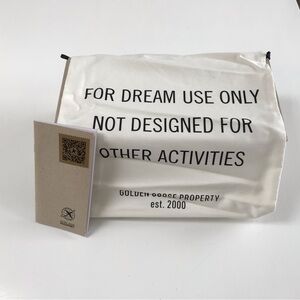 FOR DREAM USE ONLY
NOT DESIGNED FOR
OTHER ACTIVITIES
GOLDEN GOOSE PROPERTY
est. 2000